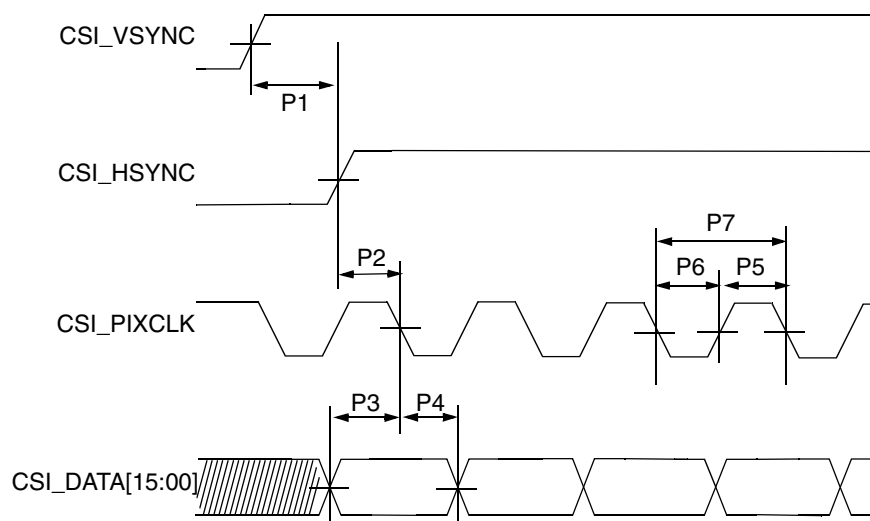 CSI_VSYNC
P1
CSI_HSYNC
P7
P2
P6
P5
CSI_PIXCLK
P3
P4
CSI_DATA[15:00]